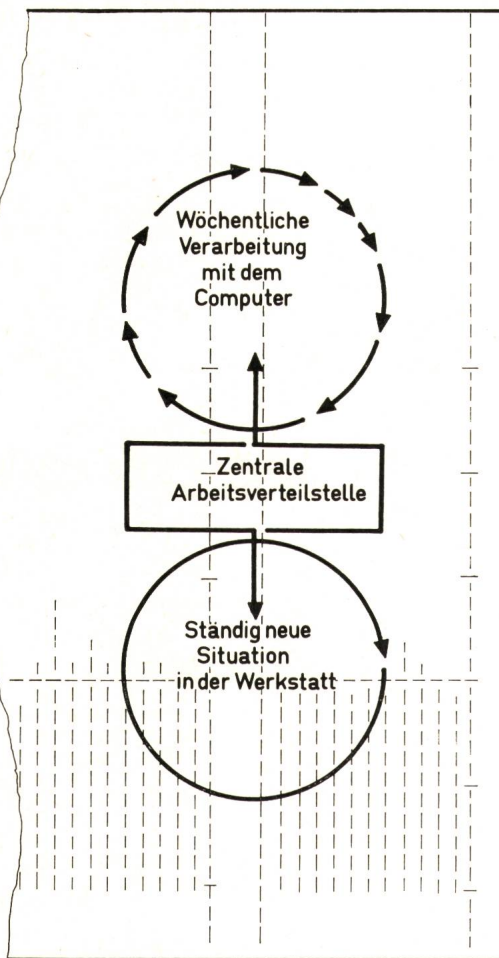 Wöchentliche
Verarbeitung
mit dem
Computer
Zentrale
Arbeitsverteilstelle
Ständig neue
Situation
in der Werkstatt